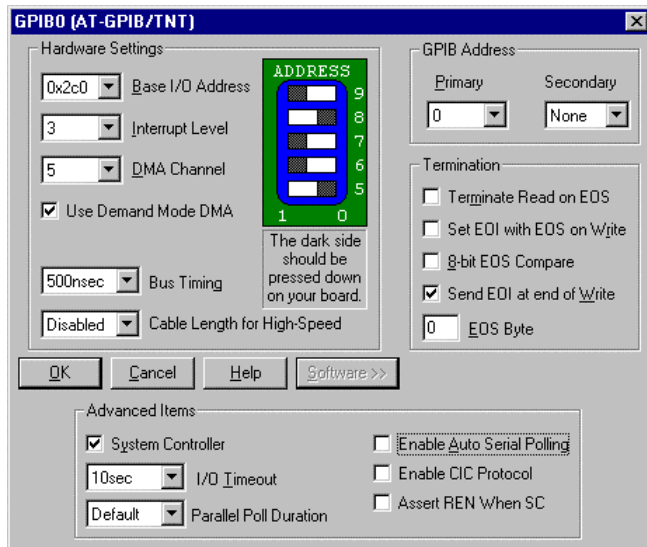 GPIB0 (AT-GPIB/TNT)
Hardware Settings
0x2c0 Base I/O Address
3 Interrupt Level
5 DMA Channel
Use Demand Mode DMA
500nsec Bus Timing
Disabled Cable Length for High-Speed
ADDRESS
9
8
7
6
5
1 0
The dark side
should be
pressed down
on your board.
GPIB Address
Primary Secondary
0 None
Termination
Terminate Read on EOS
Set EOI with EOS on Write
8-bit EOS Compare
Send EOI at end of Write
0 EOS Byte
OK Cancel Help Software >>
Advanced Items
System Controller
10sec I/O Timeout
Default Parallel Poll Duration
Enable Auto Serial Polling
Enable CIC Protocol
Assert REN When SC